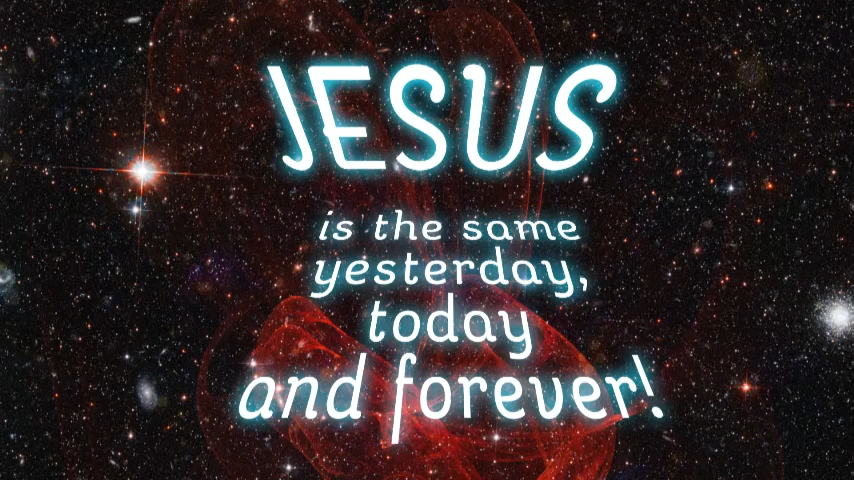 JESUS
is the same
yesterday,
today
and forever!